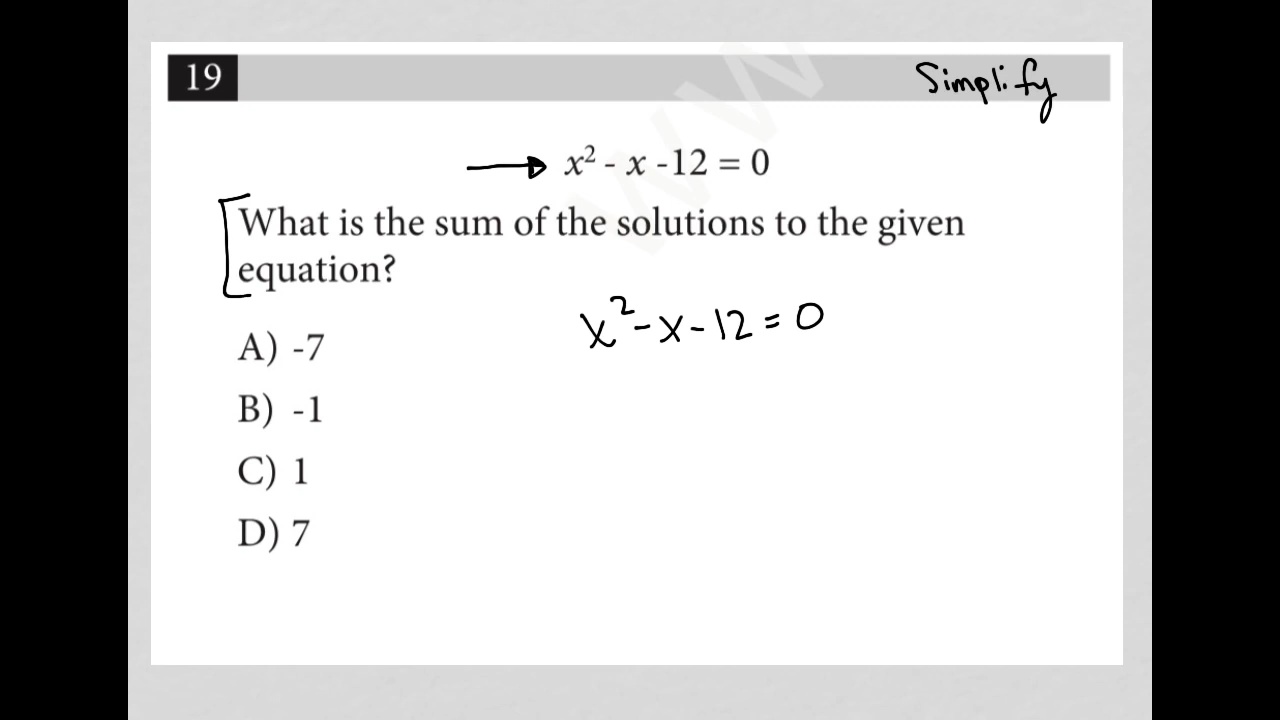 19
Simplify
x² - x -12 = 0
What is the sum of the solutions to the given
equation?
x² - x - 12 = 0
A) -7
B) -1
C) 1
D) 7